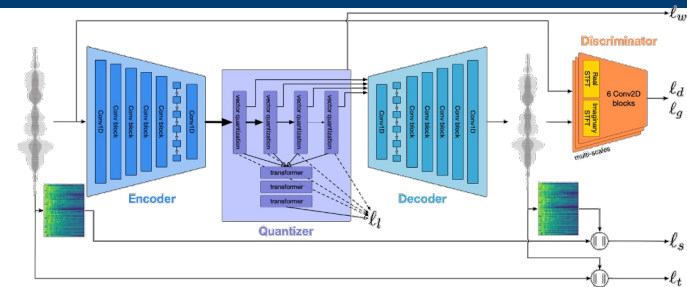 ℓw
Discriminator
Conv1D
Conv block
Conv block
Conv block
Conv block
Conv1D
Encoder
vector quantization
vector quantization
vector quantization
vector quantization
transformer
transformer
transformer
ℓl
Quantizer
Conv1D
Conv block
Conv block
Conv block
Conv block
Conv1D
Decoder
Real STFT
Imaginary STFT
6 Conv2D
blocks
multi-scales
ℓd
ℓg
ℓs
ℓt